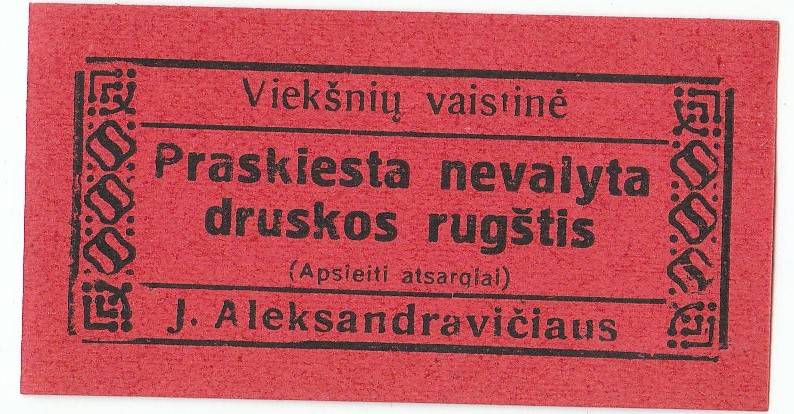 Viekšnių vaistinė
Praskiesta nevalyta
druskos rugštis
(Apsieiti atsargiai)
J. Aleksandravičiaus